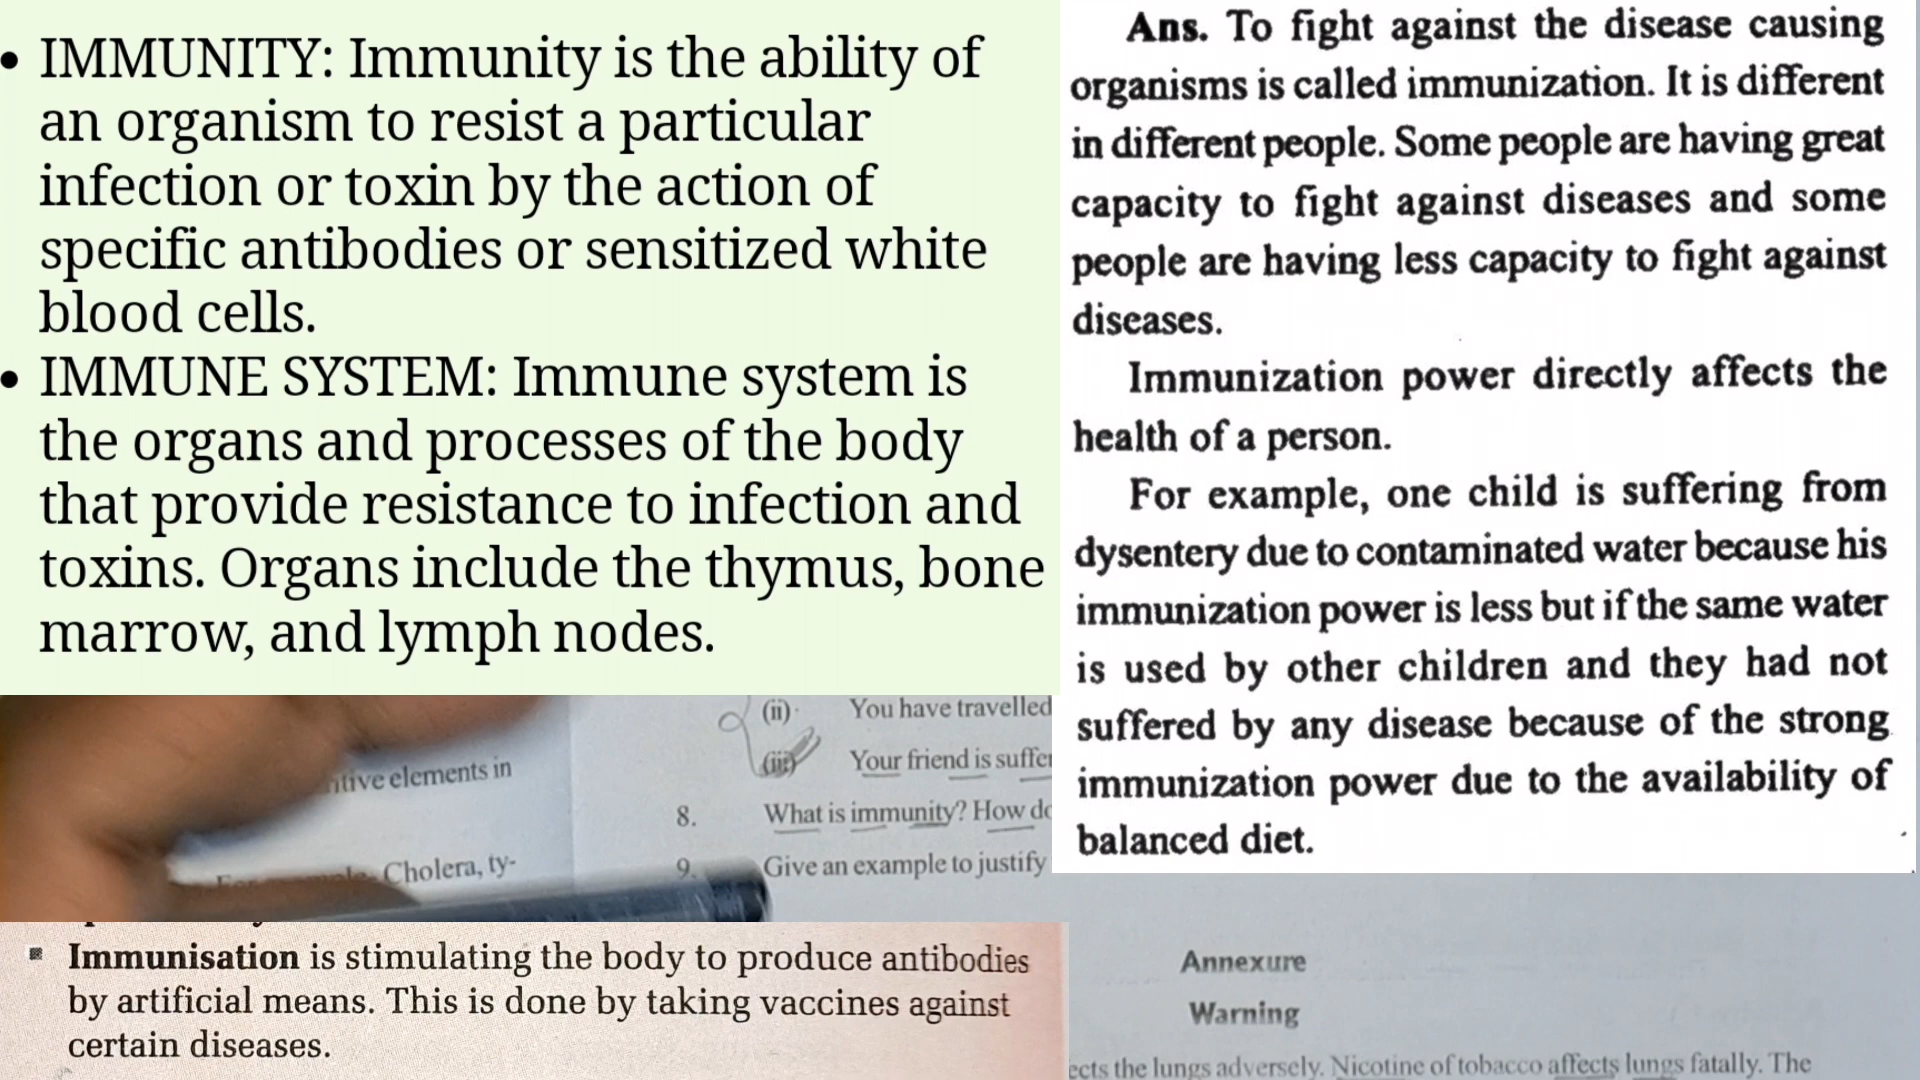 • IMMUNITY: Immunity is the ability of
an organism to resist a particular
infection or toxin by the action of
specific antibodies or sensitized white
blood cells.
• IMMUNE SYSTEM: Immune system is
the organs and processes of the body
that provide resistance to infection and
toxins. Organs include the thymus, bone
marrow, and lymph nodes.
Ans. To fight against the disease causing
organisms is called immunization. It is different
in different people. Some people are having great
capacity to fight against diseases and some
people are having less capacity to fight against
diseases.
Immunization power directly affects the
health of a person.
For example, one child is suffering from
dysentery due to contaminated water because his
immunization power is less but if the same water
is used by other children and they had not
suffered by any disease because of the strong
immunization power due to the availability of
balanced diet.
elements in
Cholera, ty-
(ii) You have travelled
(iii) Your friend is
8. What is immunity? How
9. Give an example to justify
▪ Immunisation is stimulating the body to produce antibodies
by artificial means. This is done by taking vaccines against
certain diseases.
Annexure
Warning
the lungs adversely. Nicotine of tobacco affects lungs fatally. The